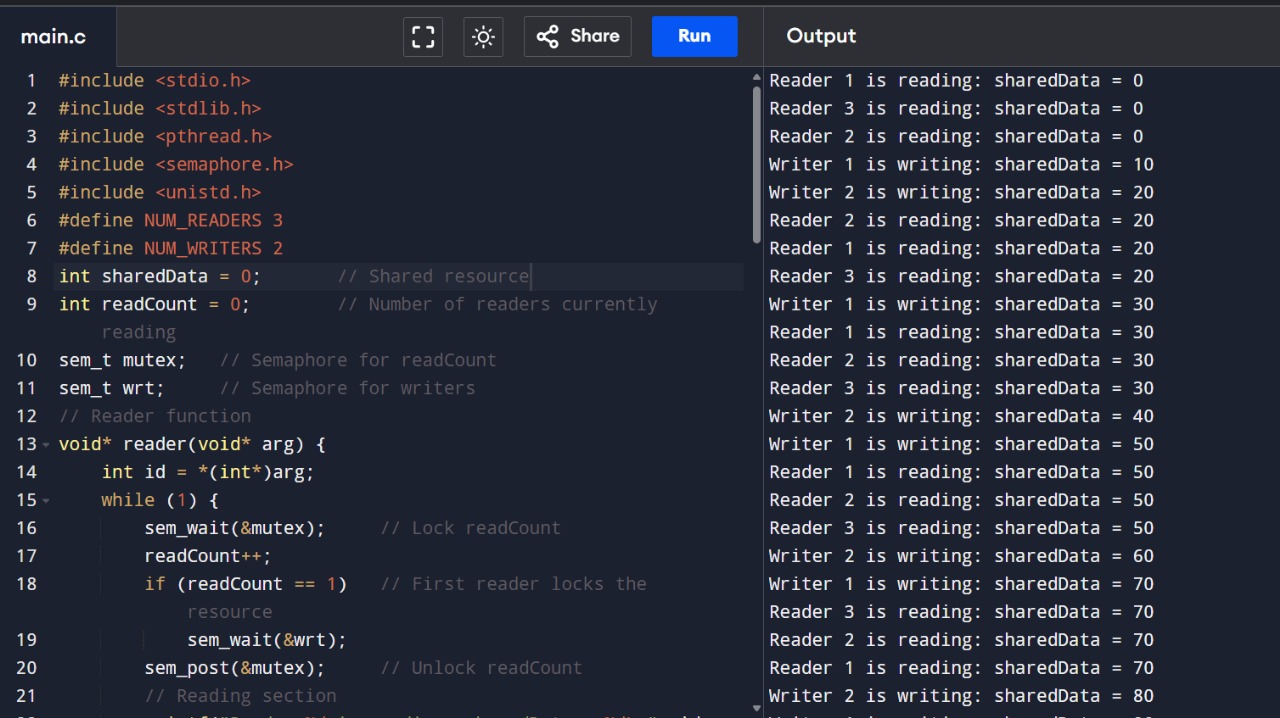 main.c
Share
Run
Output
1 #include <stdio.h>
2 #include <stdlib.h>
3 #include <pthread.h>
4 #include <semaphore.h>
5 #include <unistd.h>
6 #define NUM_READERS 3
7 #define NUM_WRITERS 2
8 int sharedData = 0; // Shared resource
9 int readCount = 0; // Number of readers currently
reading
10 sem_t mutex; // Semaphore for readCount
11 sem_t wrt; // Semaphore for writers
12 // Reader function
13 void* reader(void* arg) {
14 int id = *(int*)arg;
15 while (1) {
16 sem_wait(&mutex); // Lock readCount
17 readCount++;
18 if (readCount == 1) // First reader locks the
resource
19 sem_wait(&wrt);
20 sem_post(&mutex); // Unlock readCount
21 // Reading section
Reader 1 is reading: sharedData = 0
Reader 3 is reading: sharedData = 0
Reader 2 is reading: sharedData = 0
Writer 1 is writing: sharedData = 10
Writer 2 is writing: sharedData = 20
Reader 2 is reading: sharedData = 20
Reader 1 is reading: sharedData = 20
Reader 3 is reading: sharedData = 20
Writer 1 is writing: sharedData = 30
Reader 1 is reading: sharedData = 30
Reader 2 is reading: sharedData = 30
Reader 3 is reading: sharedData = 30
Writer 2 is writing: sharedData = 40
Writer 1 is writing: sharedData = 50
Reader 1 is reading: sharedData = 50
Reader 2 is reading: sharedData = 50
Reader 3 is reading: sharedData = 50
Writer 2 is writing: sharedData = 60
Writer 1 is writing: sharedData = 70
Reader 3 is reading: sharedData = 70
Reader 2 is reading: sharedData = 70
Reader 1 is reading: sharedData = 70
Writer 2 is writing: sharedData = 80